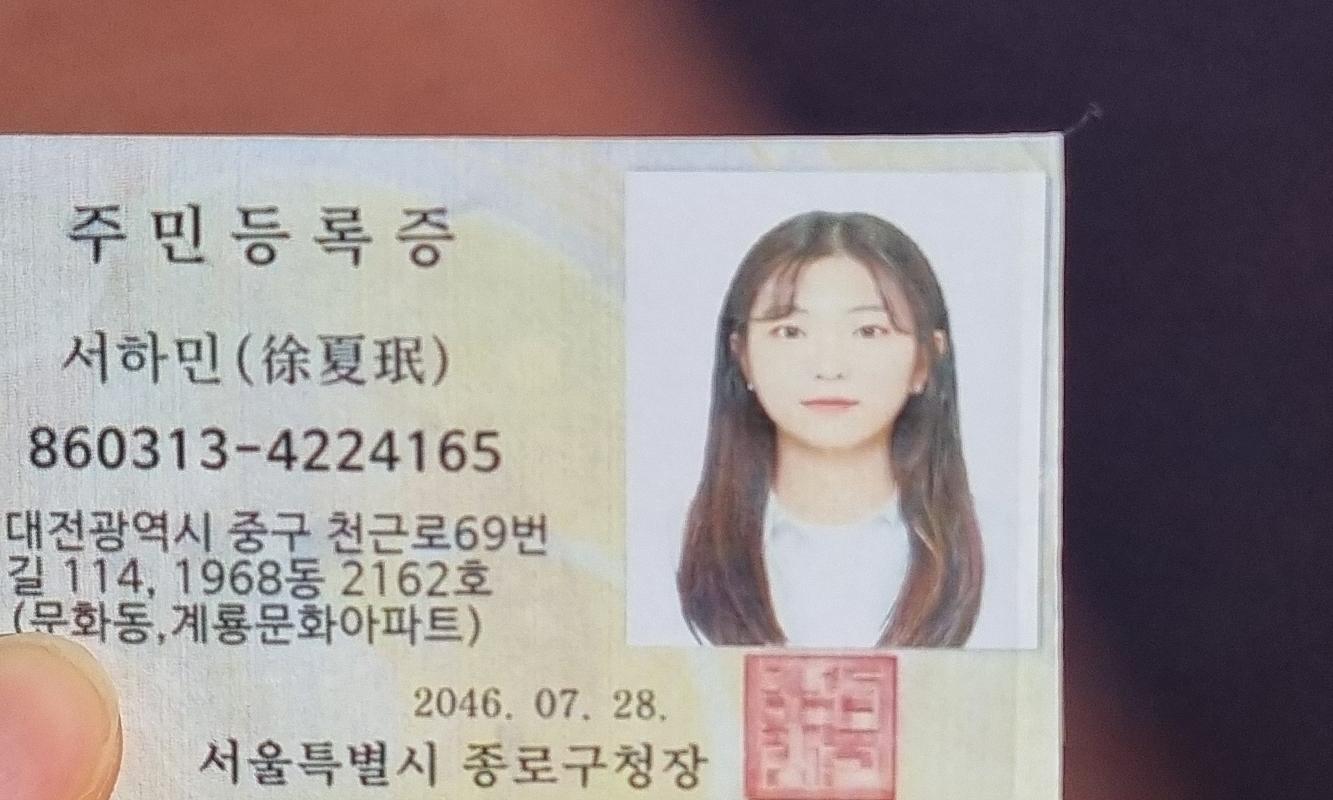 주민등록증
서하민(徐夏珉)
860313-4224165
대전광역시 중구 천근로69번
길 114, 1968동 2162호
(문화동,계룡문화아파트)
2046. 07. 28.
서울특별시 종로구청장